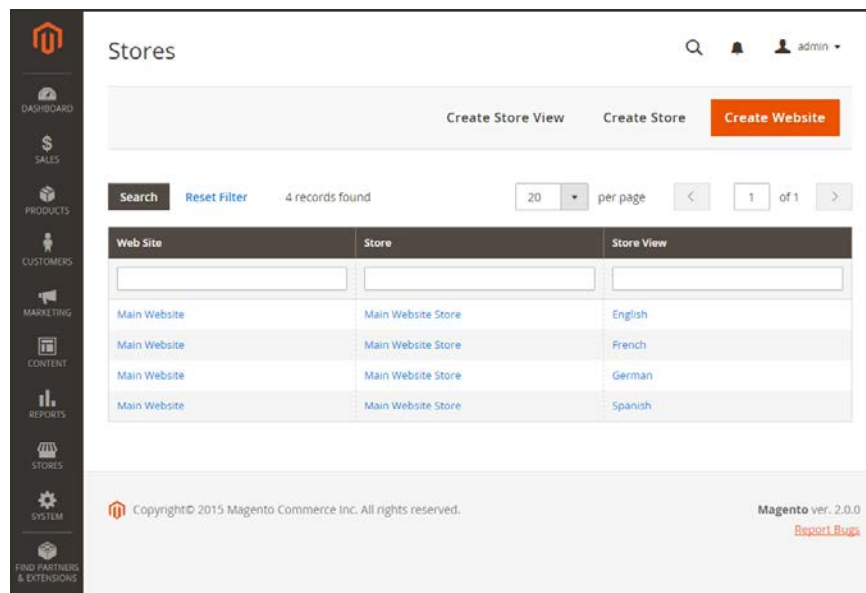 Stores
admin
DASHBOARD
SALES
PRODUCTS
CUSTOMERS
MARKETING
CONTENT
REPORTS
STORES
SYSTEM
FIND PARTNERS
& EXTENSIONS
Create Store View Create Store Create Website
Search Reset Filter 4 records found 20 per page 1 of 1
Web Site Store Store View
Main Website Main Website Store English
Main Website Main Website Store French
Main Website Main Website Store German
Main Website Main Website Store Spanish
Copyright© 2015 Magento Commerce Inc. All rights reserved.
Magento ver. 2.0.0
Report Bugs